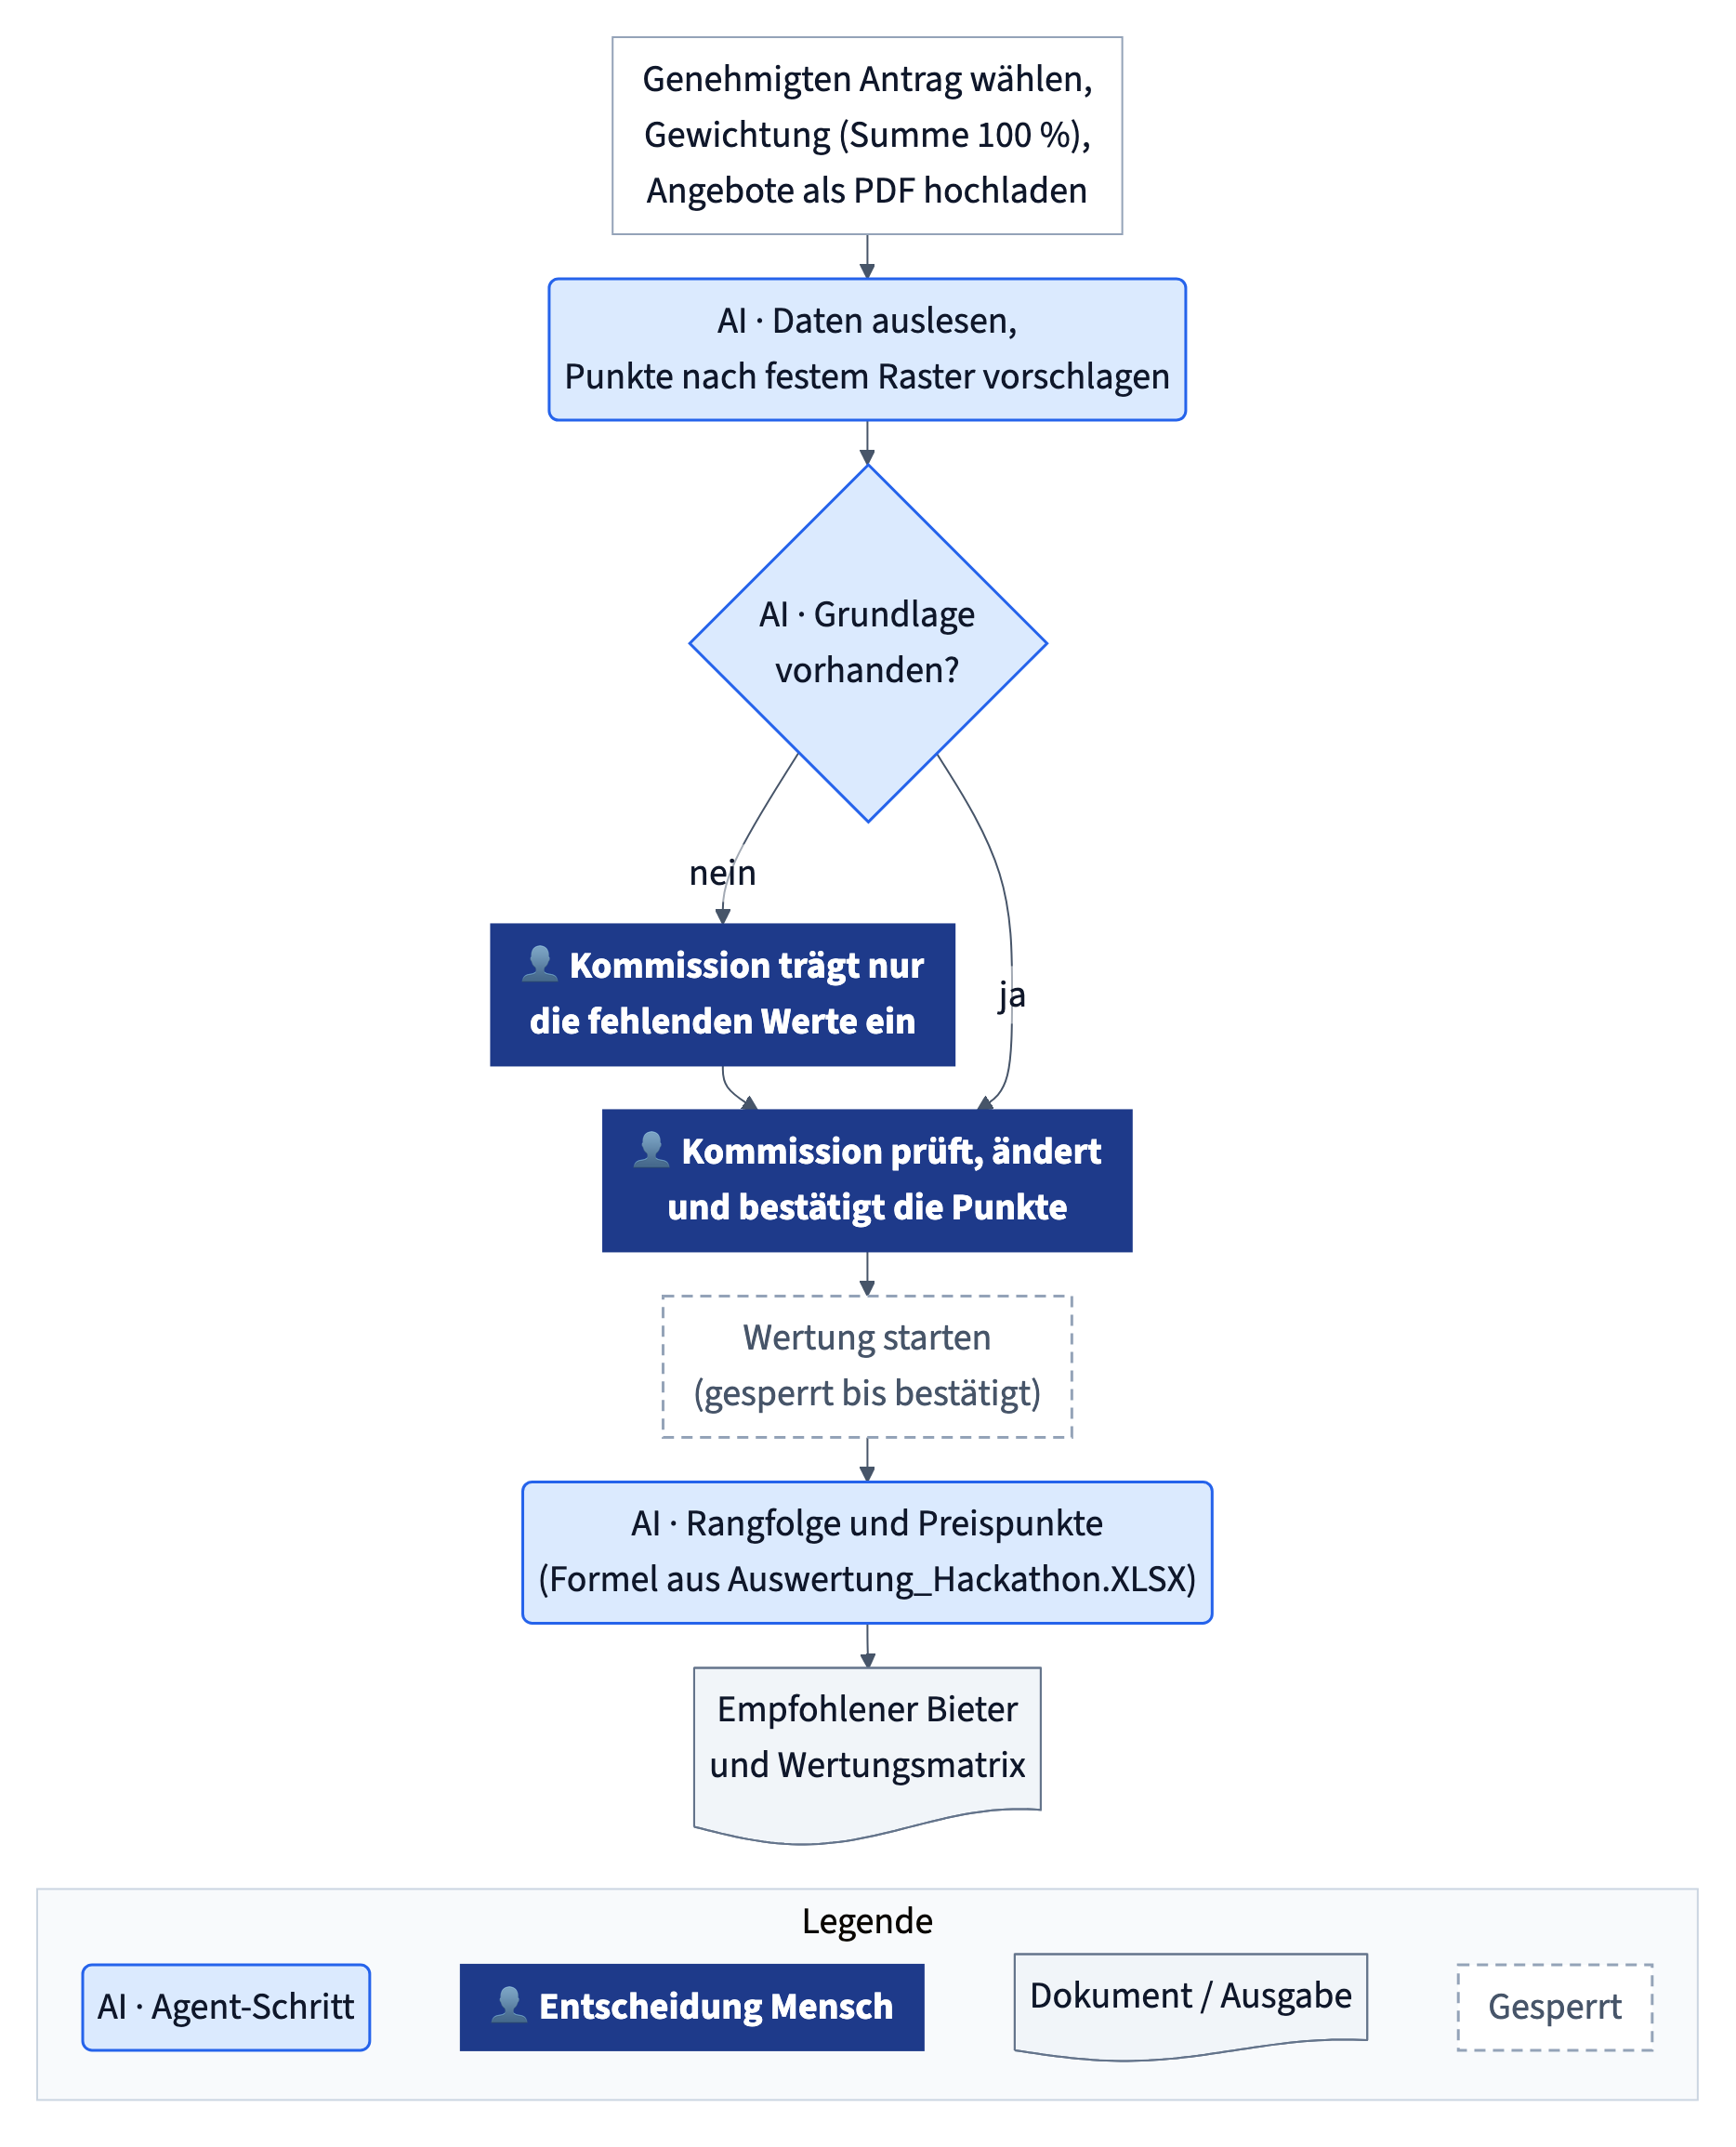 Genehmigten Antrag wählen,
Gewichtung (Summe 100 %),
Angebote als PDF hochladen
AI · Daten auslesen,
Punkte nach festem Raster vorschlagen
AI · Grundlage
vorhanden?
nein
Kommission trägt nur
die fehlenden Werte ein
ja
Kommission prüft, ändert
und bestätigt die Punkte
Wertung starten
(gesperrt bis bestätigt)
AI · Rangfolge und Preispunkte
(Formel aus Auswertung_Hackathon.XLSX)
Empfohlener Bieter
und Wertungsmatrix
Legende
AI · Agent-Schritt
Entscheidung Mensch
Dokument / Ausgabe
Gesperrt